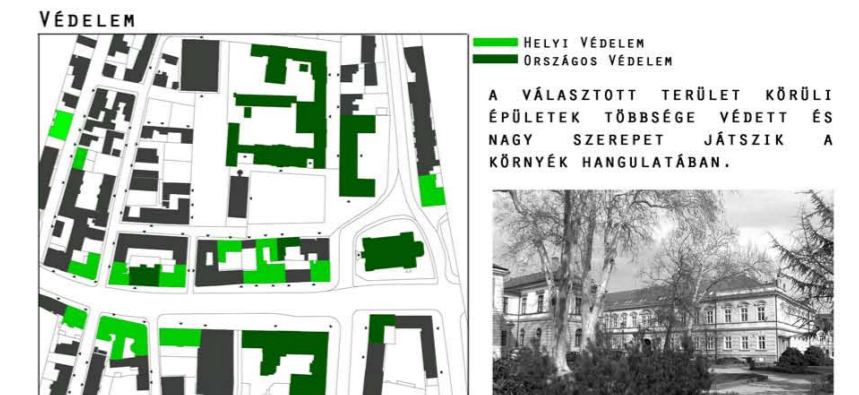 VÉDELEM
HELYI VÉDELEM
ORSZÁGOS VÉDELEM
A VÁLASZTOTT TERÜLET KÖRÜLI
ÉPÜLETEK TÖBBSÉGE VÉDETT ÉS
NAGY SZEREPET JÁTSZIK A
KÖRNYÉK HANGULATÁBAN.